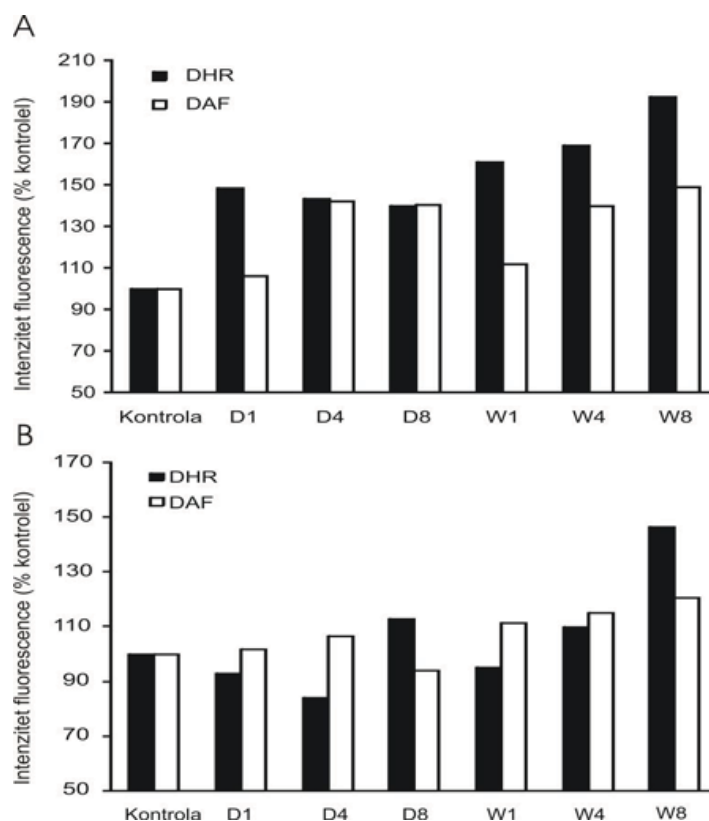 A
Intenzitet fluorescence (% kontrolel)
210
190
170
150
130
110
90
70
50
DHR
DAF
Kontrola D1 D4 D8 W1 W4 W8
B
Intenzitet fluorescence (% kontrolel)
170
150
130
110
90
70
50
DHR
DAF
Kontrola D1 D4 D8 W1 W4 W8